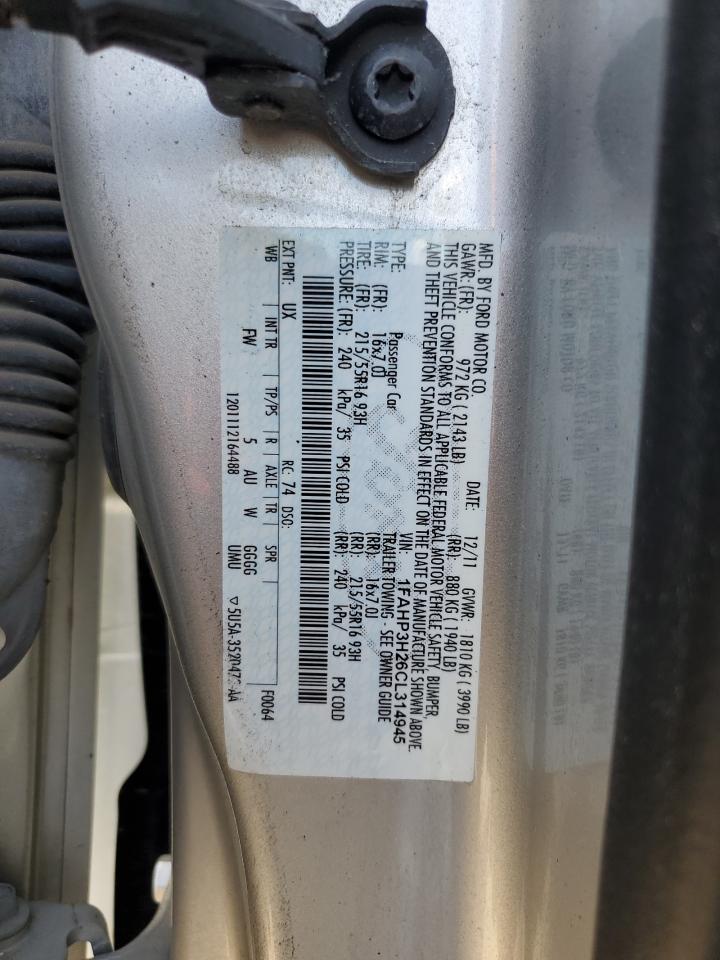 MFD. BY FORD MOTOR CO. DATE: 12/11 GVWR: 1810 KG ( 3990 LB)
GAWR: (FR): 972 KG ( 2143 LB) (RR): 880 KG ( 1940 LB)
THIS VEHICLE CONFORMS TO ALL APPLICABLE FEDERAL MOTOR VEHICLE SAFETY, BUMPER,
AND THEFT PREVENTION STANDARDS IN EFFECT ON THE DATE OF MANUFACTURE SHOWN ABOVE.
VIN: 1FAHP3H26CL314945
TYPE: Passenger Car TRAILER TOWING - SEE OWNER GUIDE
RIM: (FR): 16x7.0J (RR): 16x7.0J
TIRE: (FR): 215/55R16 93H (RR): 215/55R16 93H
PRESSURE: (FR): 240 kPa/ 35 PSI COLD (RR): 240 kPa/ 35 PSI COLD
EXT PNT: UX RC: 74 DSO: F0064
WB INT TR TP/PS R AXLE TR SPR
FW 5 AU W GGGG UMU
1201112164488 ▽5U5A-3520472-AA